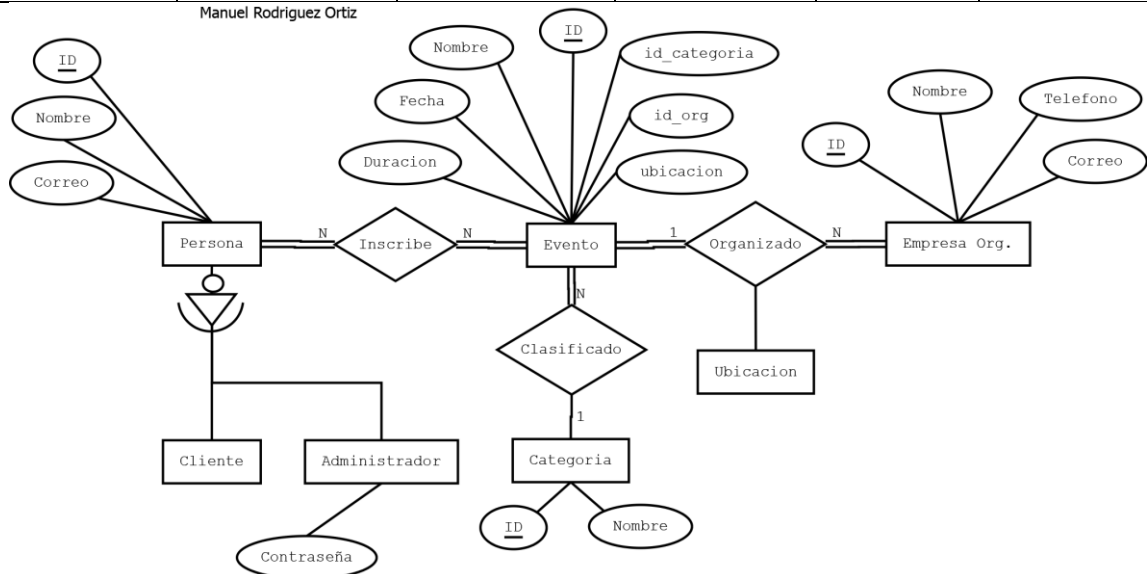 Manuel Rodriguez Ortiz
ID
Nombre
Correo
Persona
N
Inscribe
N
Nombre
Fecha
Duracion
ID
id_categoria
id_org
ubicacion
Evento
1
Organizado
N
Nombre
ID
Telefono
Correo
Empresa Org.
N
Clasificado
1
Ubicacion
Cliente
Administrador
Contraseña
Categoria
ID
Nombre